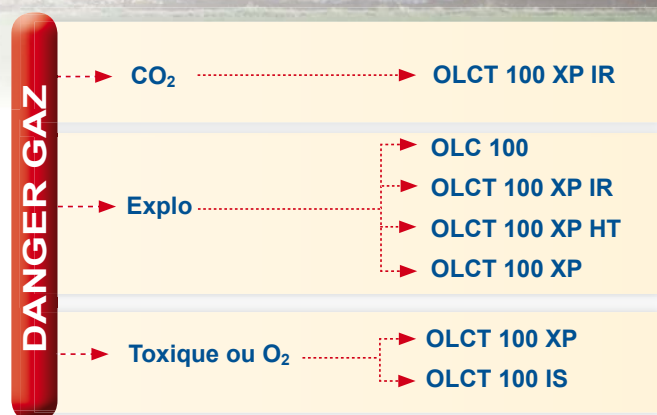 DANGER GAZ
CO₂
OLCT 100 XP IR
Explo
OLC 100
OLCT 100 XP IR
OLCT 100 XP HT
OLCT 100 XP
Toxique ou O₂
OLCT 100 XP
OLCT 100 IS